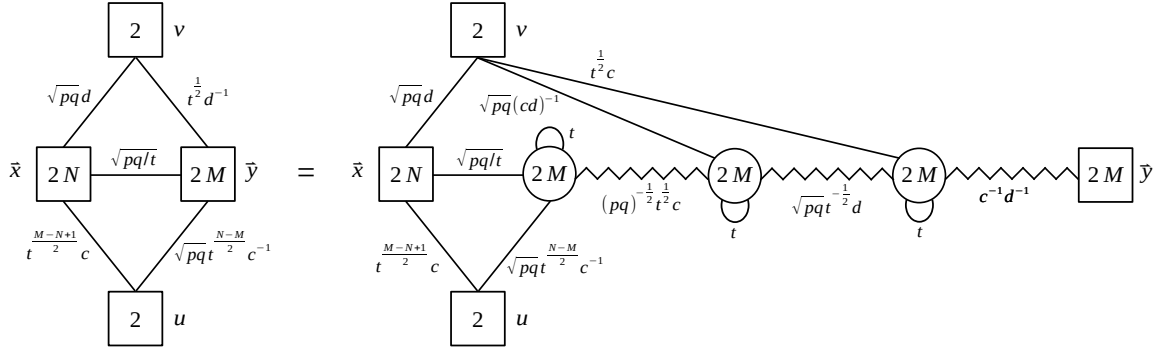 2 v 2 v
√pq d t^{1/2} d^{-1} √pq d √pq (cd)^{-1} t^{1/2} c
x⃗ 2N √pq/t 2M y⃗ = x⃗ 2N √pq/t 2M t 2M 2M 2M y⃗
(pq)^{-1/2} t^{1/2} c √pq t^{-1/2} d c^{-1} d^{-1}
t t
t^{(M−N+1)/2} c √pq t^{(N−M)/2} c^{-1} t^{(M−N+1)/2} c √pq t^{(N−M)/2} c^{-1}
2 u 2 u